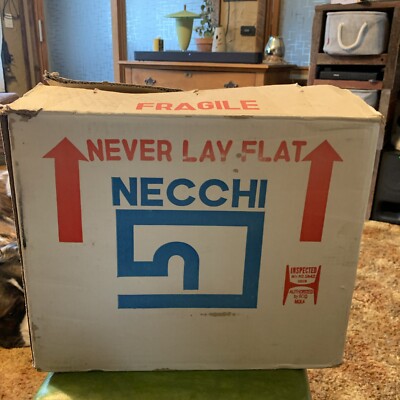 FRAGILE
NEVER LAY FLAT
NECCHI
INSPECTED